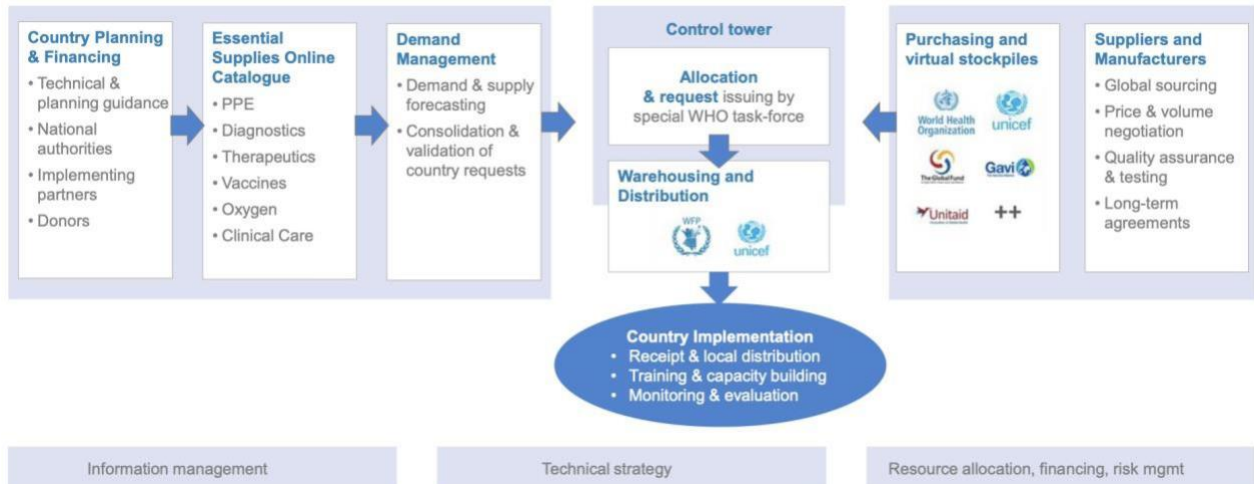 Country Planning
& Financing
• Technical &
planning guidance
• National
authorities
• Implementing
partners
• Donors
Essential
Supplies Online
Catalogue
• PPE
• Diagnostics
• Therapeutics
• Vaccines
• Oxygen
• Clinical Care
Demand
Management
• Demand & supply
forecasting
• Consolidation &
validation of
country requests
Control tower
Allocation
& request issuing by
special WHO task-force
Warehousing and
Distribution
WFP
unicef
Purchasing and
virtual stockpiles
World Health
Organization
unicef
The Global Fund
Gavi
Unitaid
++
Suppliers and
Manufacturers
• Global sourcing
• Price & volume
negotiation
• Quality assurance
& testing
• Long-term
agreements
Country Implementation
• Receipt & local distribution
• Training & capacity building
• Monitoring & evaluation
Information management
Technical strategy
Resource allocation, financing, risk mgmt